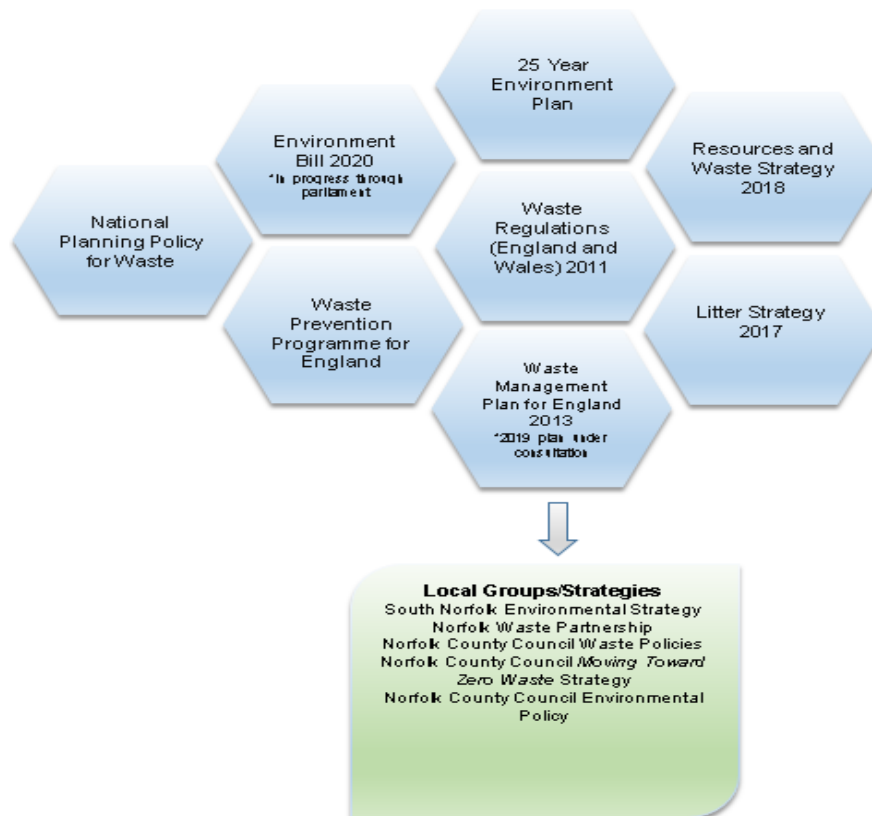 25 Year
Environment
Plan
Environment
Bill 2020
*In progress through
parliament
Resources and
Waste Strategy
2018
National
Planning Policy
for Waste
Waste
Regulations
(England and
Wales) 2011
Waste
Prevention
Programme for
England
Litter Strategy
2017
Waste
Management
Plan for England
2013
*2019 plan under
consultation
Local Groups/Strategies
South Norfolk Environmental Strategy
Norfolk Waste Partnership
Norfolk County Council Waste Policies
Norfolk County Council Moving Toward
Zero Waste Strategy
Norfolk County Council Environmental
Policy